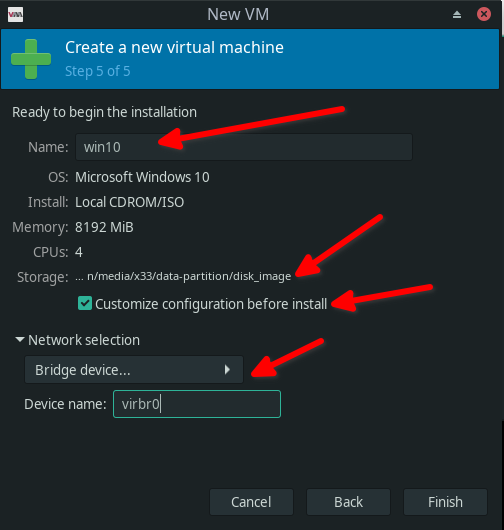 New VM
Create a new virtual machine
Step 5 of 5
Ready to begin the installation
Name: win10
OS: Microsoft Windows 10
Install: Local CDROM/ISO
Memory: 8192 MiB
CPUs: 4
Storage: ... n/media/x33/data-partition/disk_image
Customize configuration before install
Network selection
Bridge device...
Device name: virbr0
Cancel Back Finish